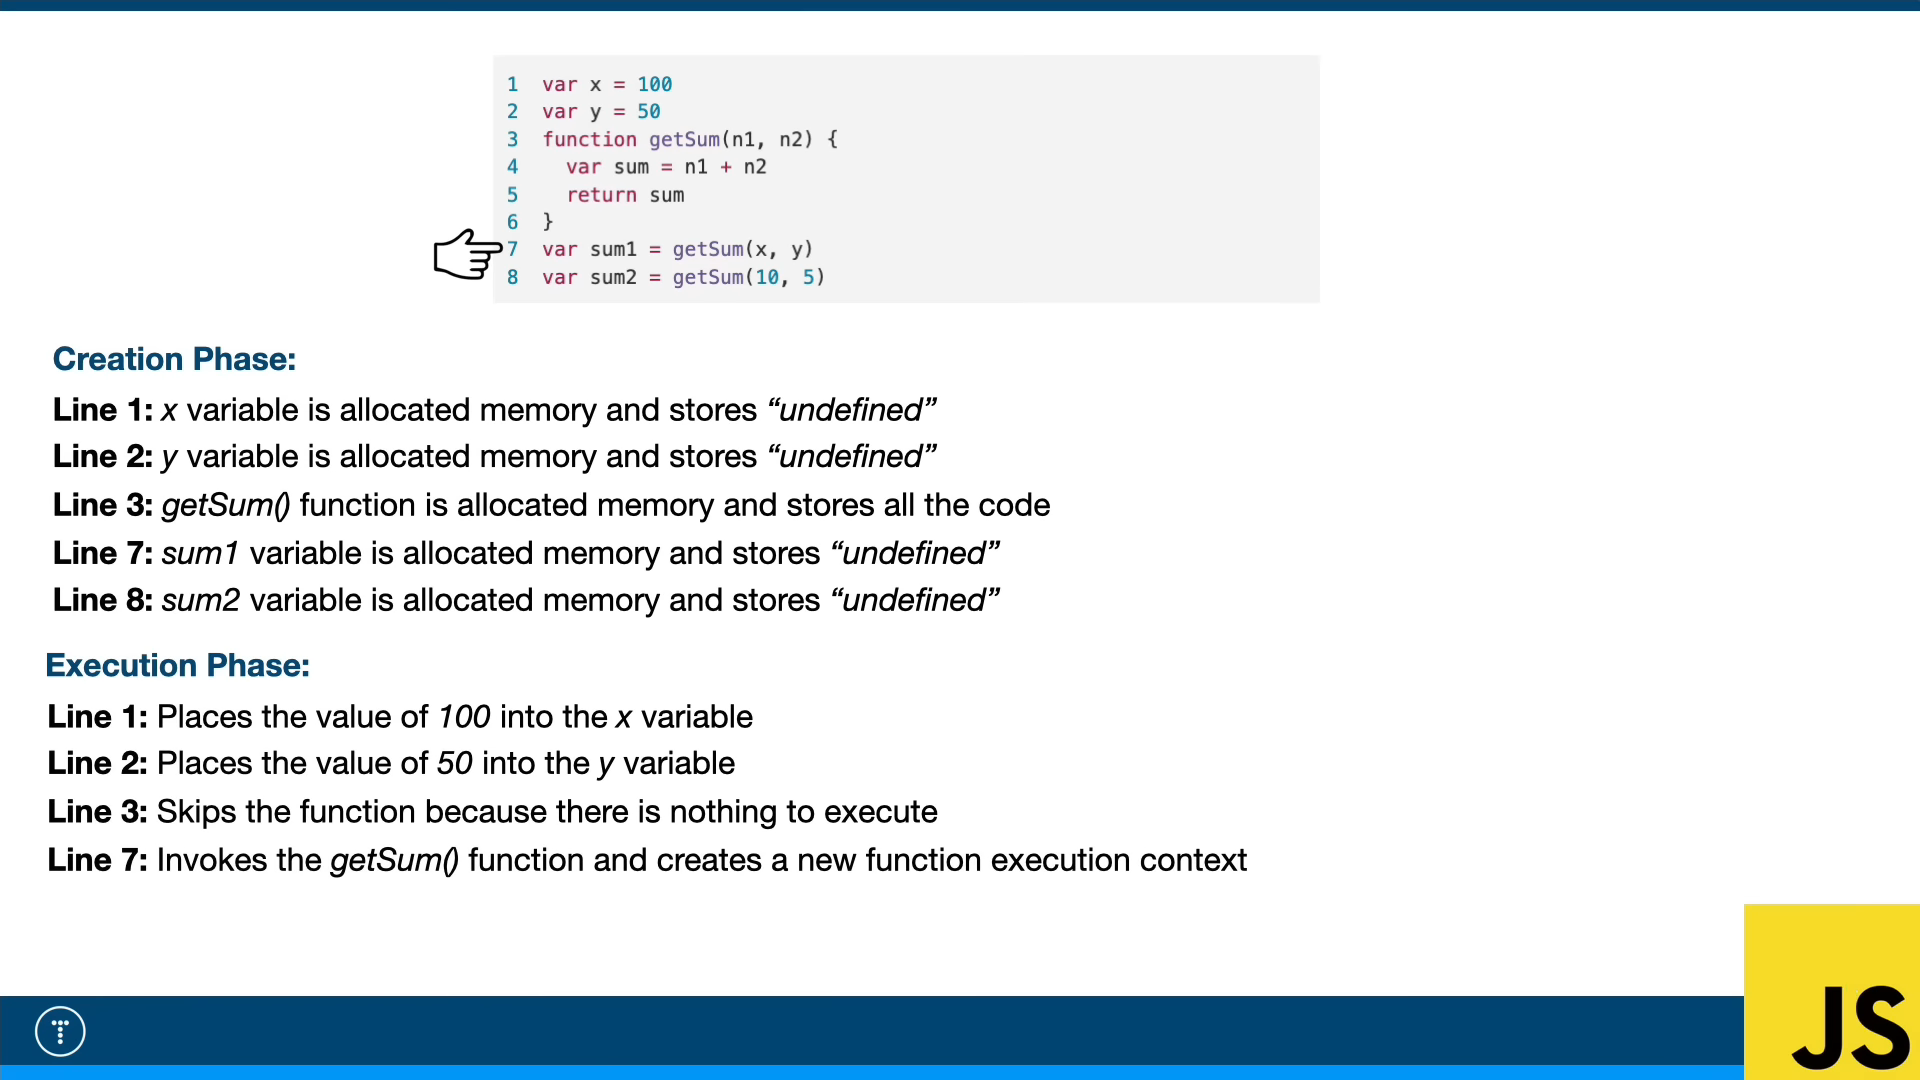 1 var x = 100
2 var y = 50
3 function getSum(n1, n2) {
4 var sum = n1 + n2
5 return sum
6 }
7 var sum1 = getSum(x, y)
8 var sum2 = getSum(10, 5)
Creation Phase:
Line 1: x variable is allocated memory and stores “undefined”
Line 2: y variable is allocated memory and stores “undefined”
Line 3: getSum() function is allocated memory and stores all the code
Line 7: sum1 variable is allocated memory and stores “undefined”
Line 8: sum2 variable is allocated memory and stores “undefined”
Execution Phase:
Line 1: Places the value of 100 into the x variable
Line 2: Places the value of 50 into the y variable
Line 3: Skips the function because there is nothing to execute
Line 7: Invokes the getSum() function and creates a new function execution context
T
JS